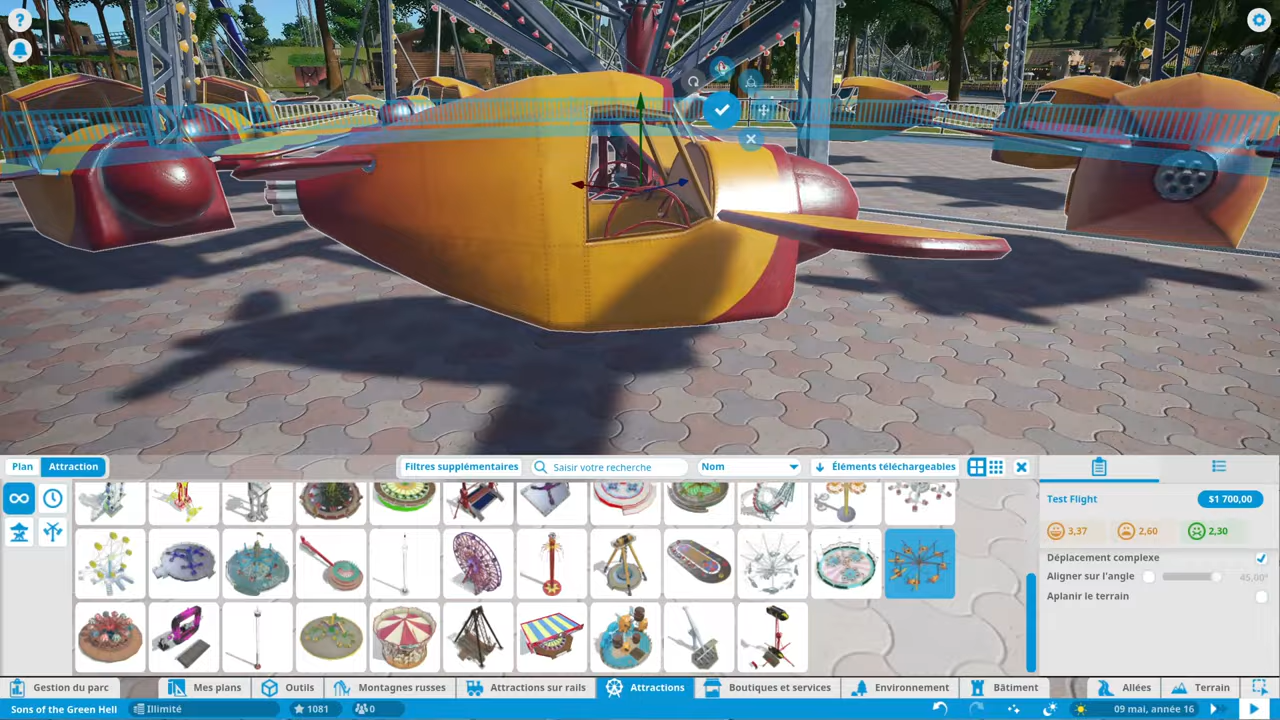 Plan
Attraction
Filtres supplémentaires
Saisir votre recherche
Nom
Éléments téléchargeables
Test Flight
$1 700,00
3,37
2,60
2,30
Déplacement complexe
Aligner sur l'angle
45,00°
Aplanir le terrain
Gestion du parc
Mes plans
Outils
Montagnes russes
Attractions sur rails
Attractions
Boutiques et services
Environnement
Bâtiment
Allées
Terrain
Sons of the Green Hell
Illimité
1081
0
09 mai, année 16